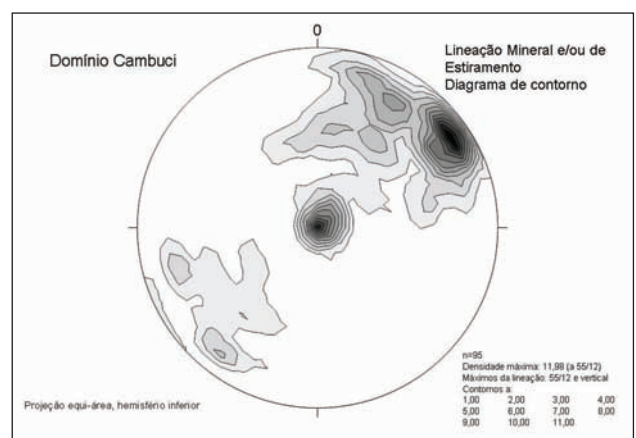 0
Domínio Cambuci
Lineação Mineral e/ou de
Estiramento
Diagrama de contorno
n=95
Densidade máxima: 11,98 (a 55/12)
Máximos da lineação: 55/12 e vertical
Contornos a:
1,00 2,00 3,00 4,00
5,00 6,00 7,00 8,00
9,00 10,00 11,00
Projeção equi-área, hemisfério inferior